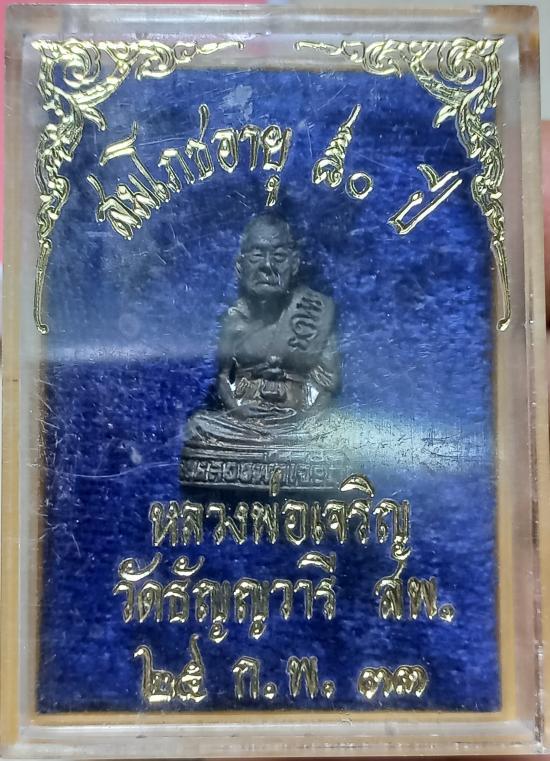 สมโภชอายุ ๘๐ ปี
หลวงพ่อเจริญ
วัดธัญญวารี สพ.
๒๕ ก.พ. ๓๓